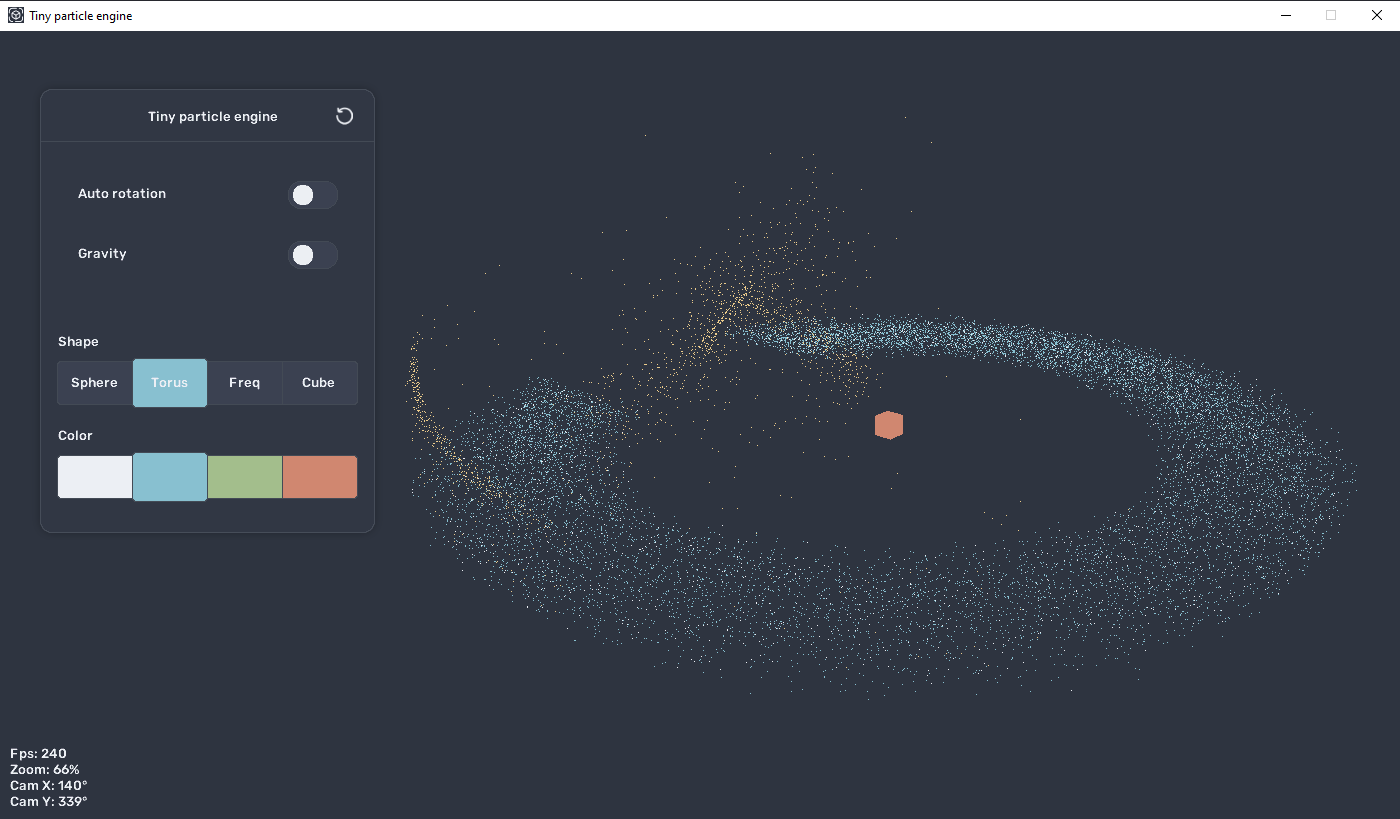 Tiny particle engine
Tiny particle engine
Auto rotation
Gravity
Shape
Sphere Torus Freq Cube
Color
Fps: 240
Zoom: 66%
Cam X: 140°
Cam Y: 339°